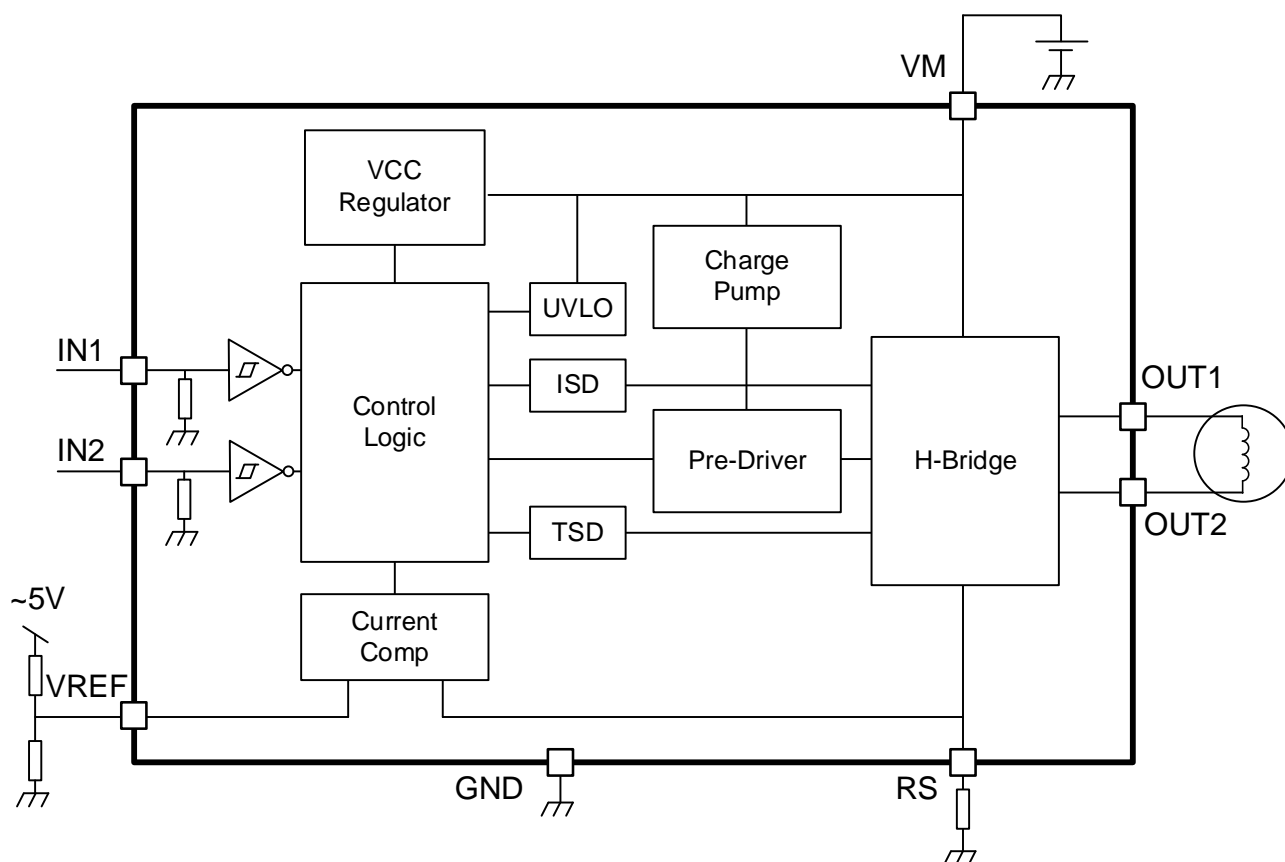 VM
VCC
Regulator
Charge
Pump
UVLO
IN1
ISD
OUT1
Control
Logic
IN2
Pre-Driver
H-Bridge
TSD
OUT2
~5V
Current
Comp
VREF
GND
RS